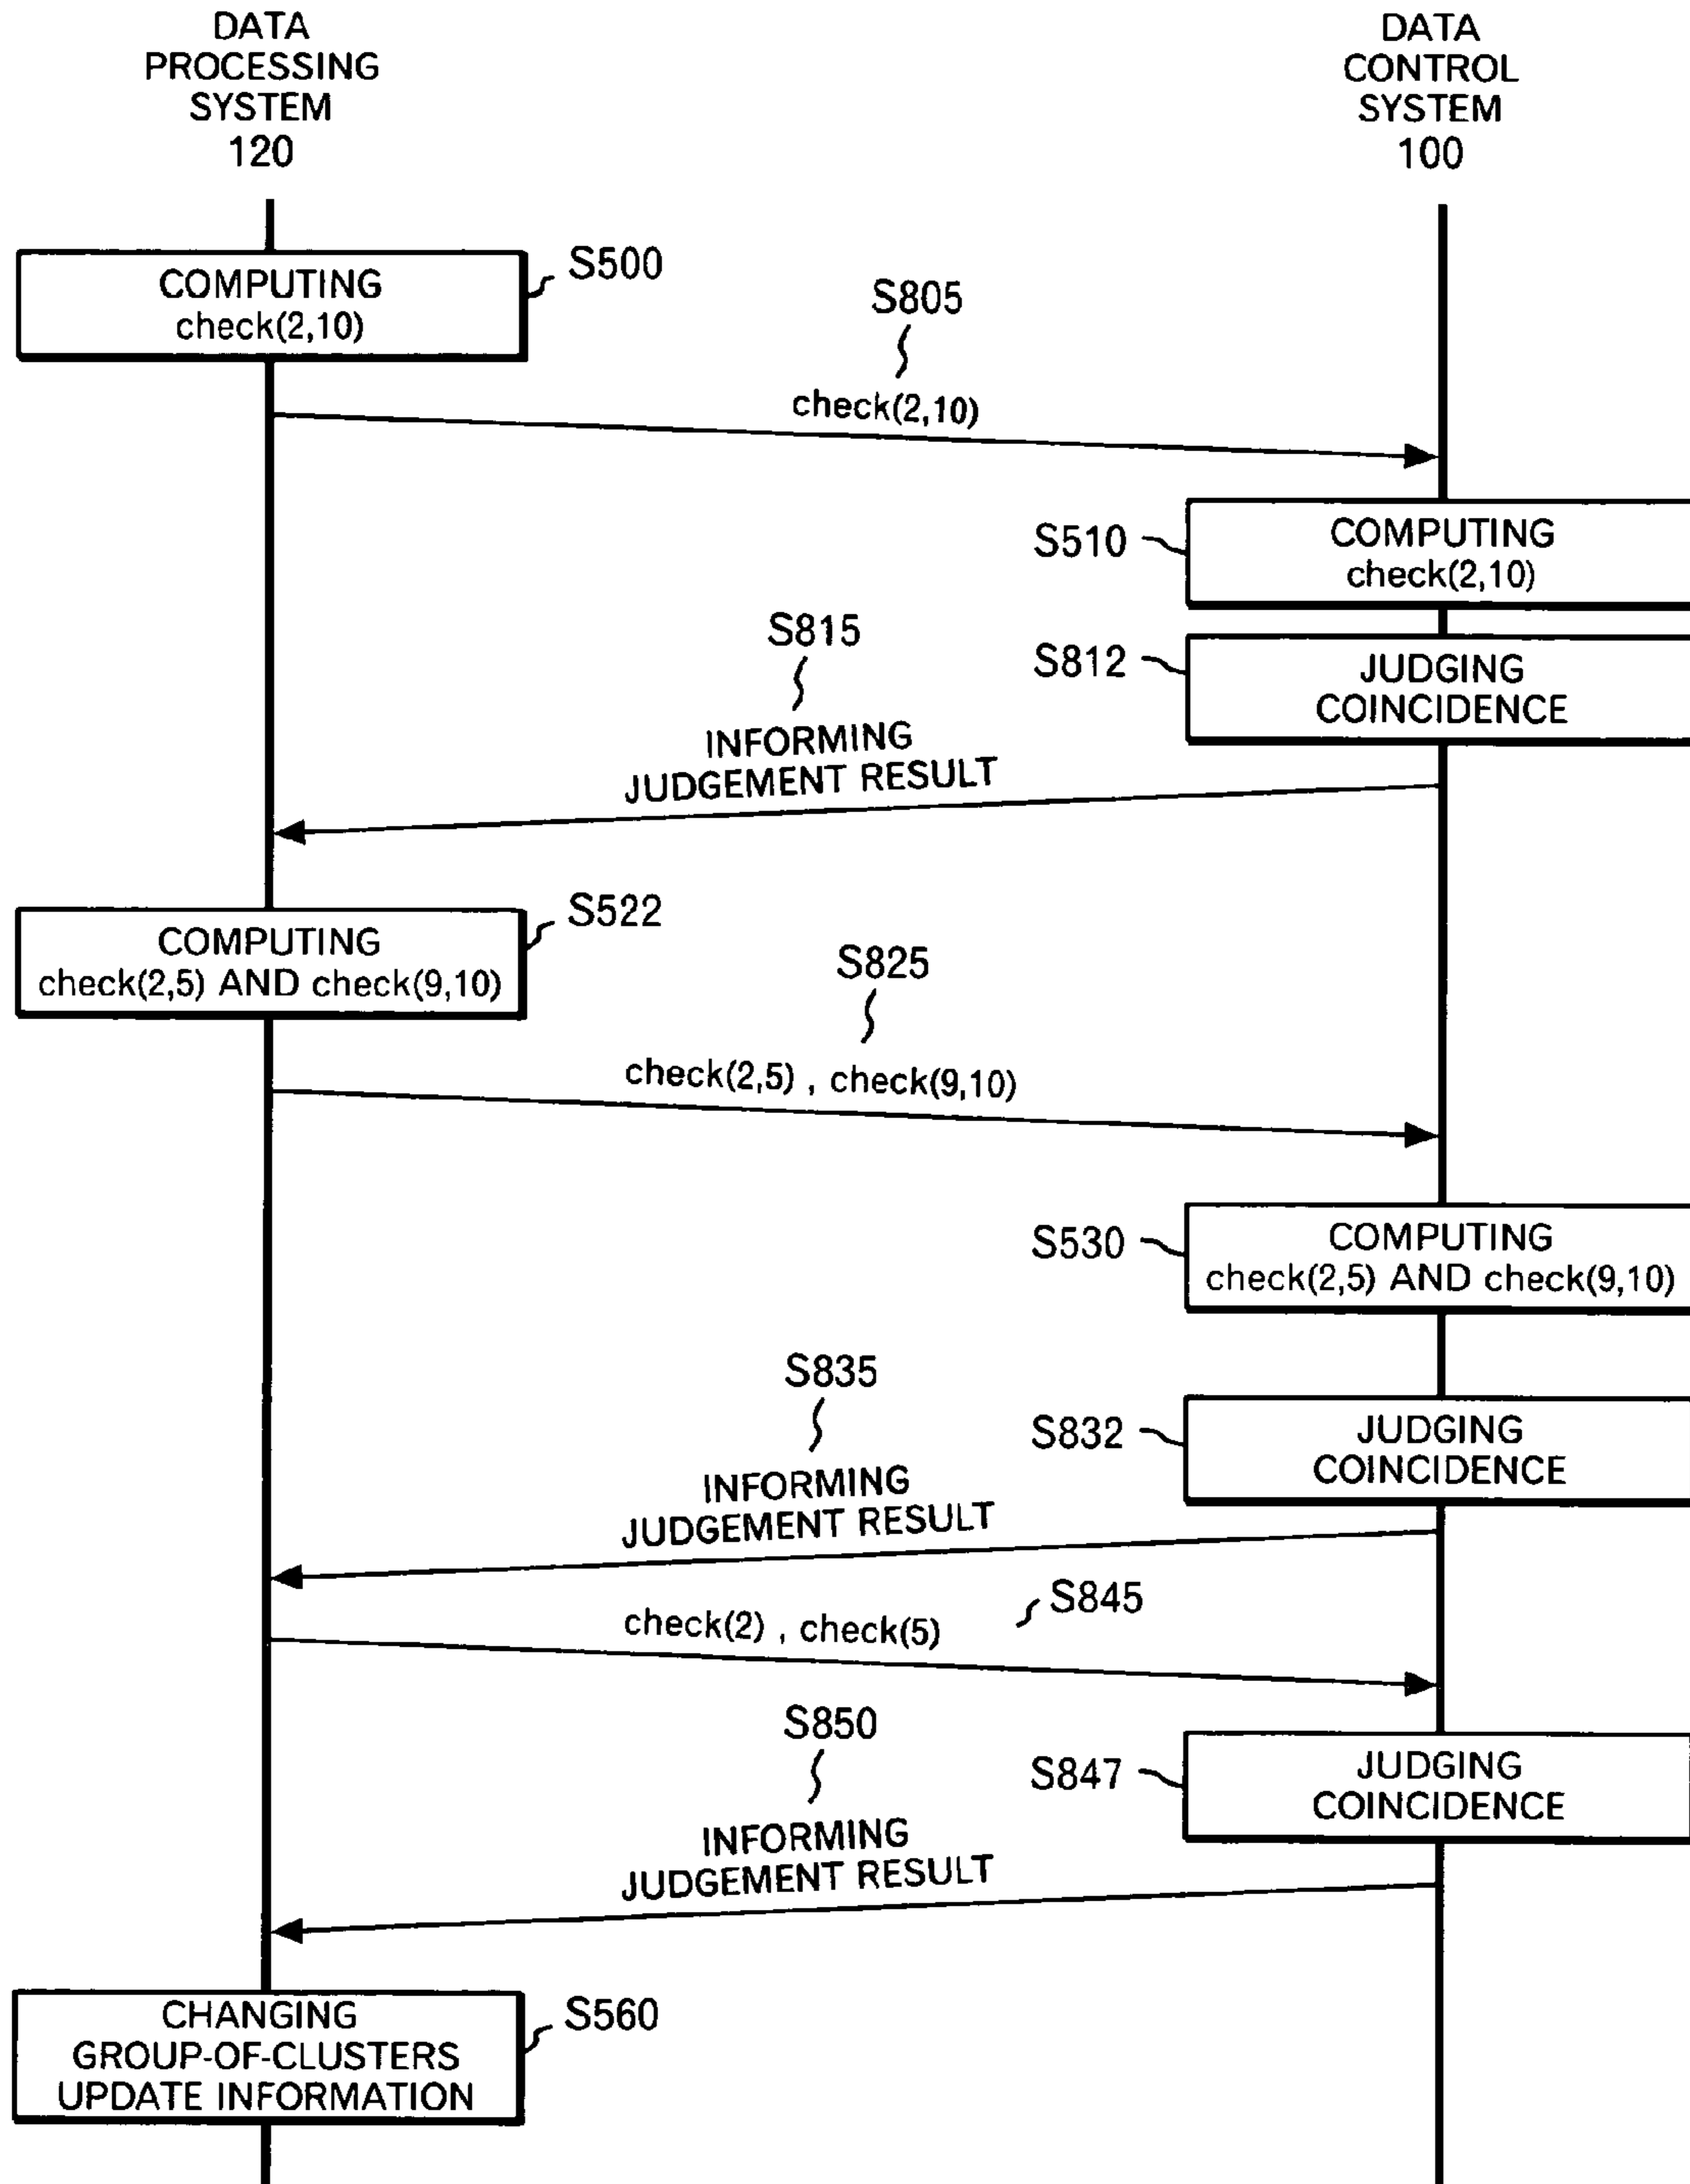 DATA
PROCESSING
SYSTEM
120
DATA
CONTROL
SYSTEM
100
COMPUTING
check(2,10)
S500
S805
check(2,10)
S510
COMPUTING
check(2,10)
S812
JUDGING
COINCIDENCE
S815
INFORMING
JUDGEMENT RESULT
COMPUTING
check(2,5) AND check(9,10)
S522
S825
check(2,5) , check(9,10)
S530
COMPUTING
check(2,5) AND check(9,10)
S832
JUDGING
COINCIDENCE
S835
INFORMING
JUDGEMENT RESULT
check(2) , check(5)
S845
S847
JUDGING
COINCIDENCE
S850
INFORMING
JUDGEMENT RESULT
CHANGING
GROUP-OF-CLUSTERS
UPDATE INFORMATION
S560